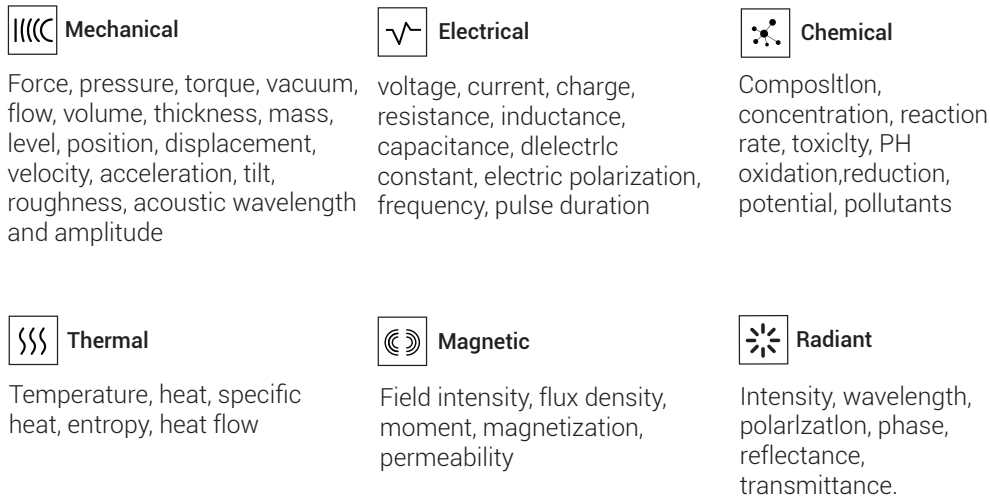 Mechanical
Force, pressure, torque, vacuum,
flow, volume, thickness, mass,
level, position, displacement,
velocity, acceleration, tilt,
roughness, acoustic wavelength
and amplitude
Electrical
voltage, current, charge,
resistance, inductance,
capacitance, dlelectrlc
constant, electric polarization,
frequency, pulse duration
Chemical
Composltlon,
concentration, reaction
rate, toxiclty, PH
oxidation,reduction,
potential, pollutants
Thermal
Temperature, heat, specific
heat, entropy, heat flow
Magnetic
Field intensity, flux density,
moment, magnetization,
permeability
Radiant
Intensity, wavelength,
polarlzatlon, phase,
reflectance,
transmittance.